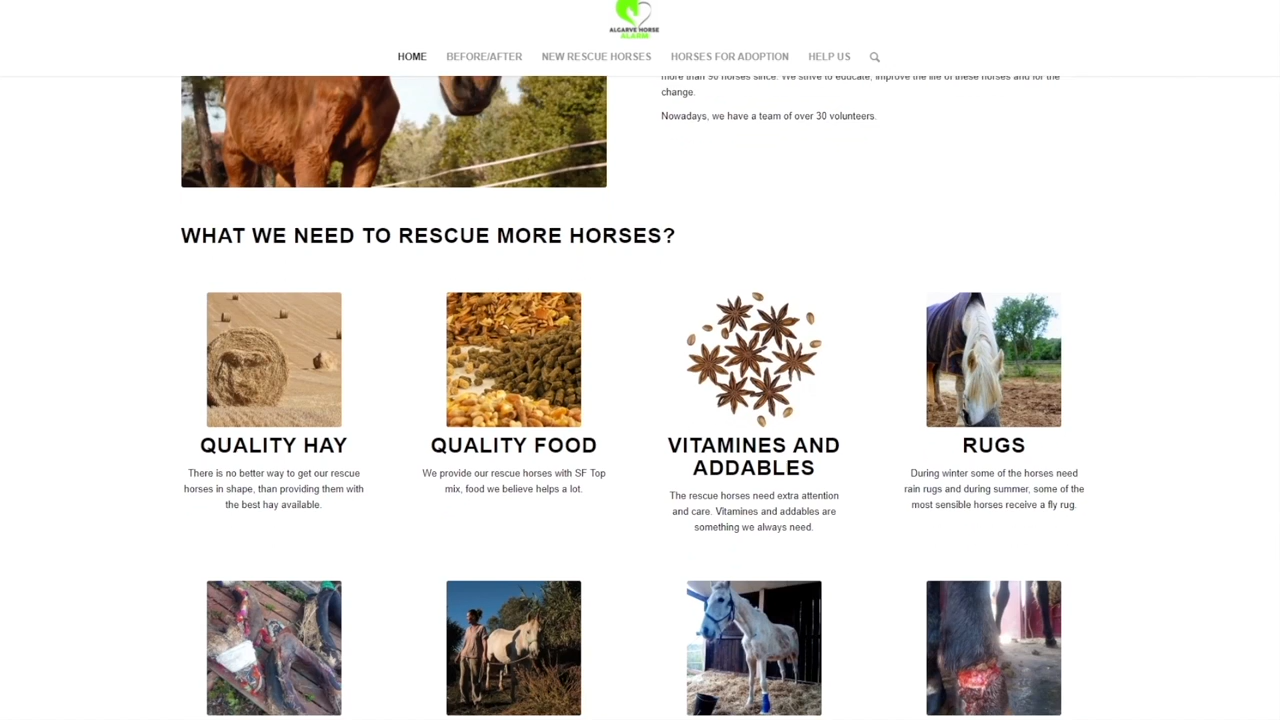 ALGARVE HORSE
ALARM
HOME BEFORE/AFTER NEW RESCUE HORSES HORSES FOR ADOPTION HELP US
more than 90 horses since. We strive to educate, improve the life of these horses and for the
change.
Nowadays, we have a team of over 30 volunteers.
WHAT WE NEED TO RESCUE MORE HORSES?
QUALITY HAY
There is no better way to get our rescue
horses in shape, than providing them with
the best hay available.
QUALITY FOOD
We provide our rescue horses with SF Top
mix, food we believe helps a lot.
VITAMINES AND
ADDABLES
The rescue horses need extra attention
and care. Vitamines and addables are
something we always need.
RUGS
During winter some of the horses need
rain rugs and during summer, some of the
most sensible horses receive a fly rug.